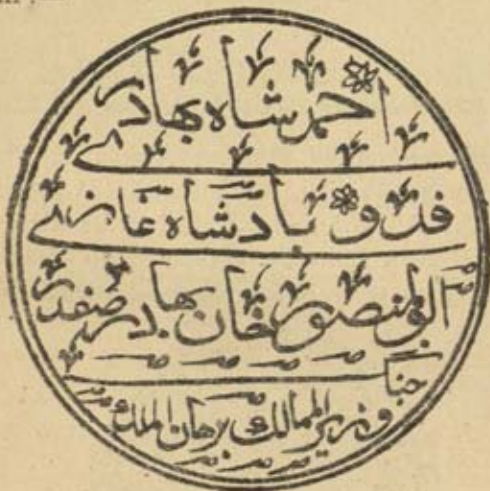 احمد شاه بهادر
فدوی بادشاه غازی
ابو المنصور خان بهادر صفدر
جنگ
وزیر الممالک برهان الملک